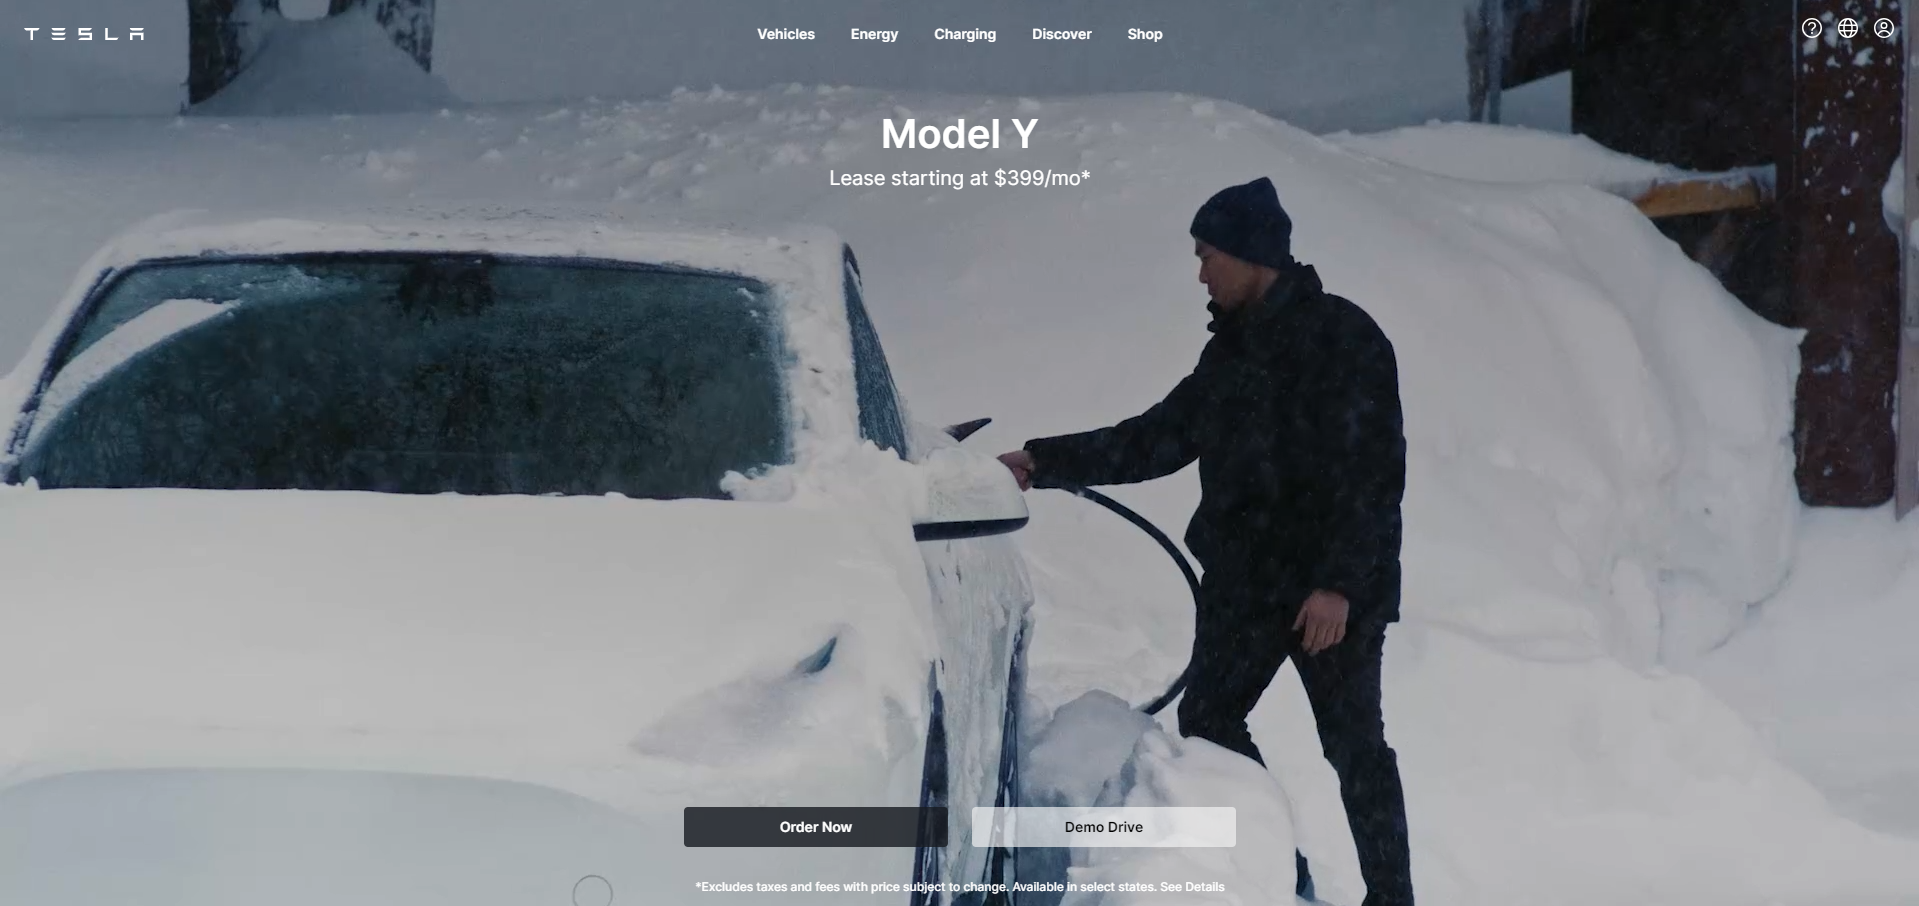 TESLA
Vehicles Energy Charging Discover Shop
Model Y
Lease starting at $399/mo*
Order Now
Demo Drive
*Excludes taxes and fees with price subject to change. Available in select states. See Details